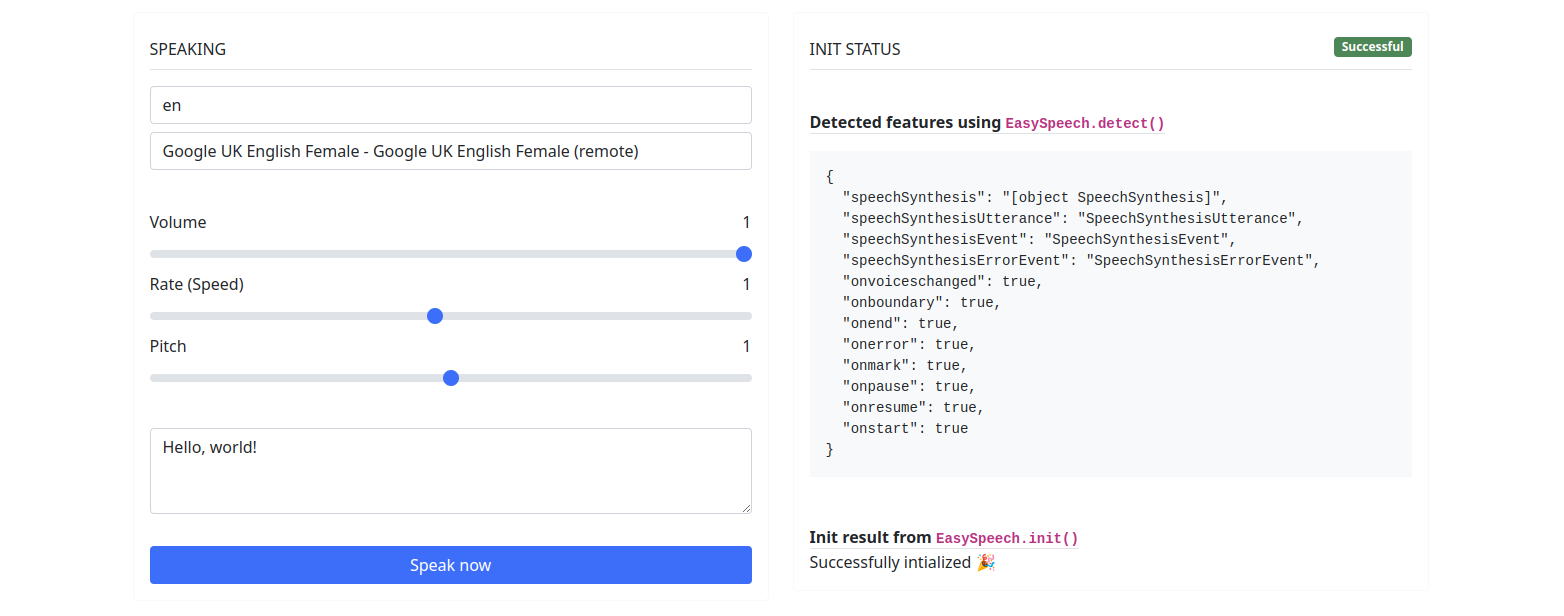 SPEAKING
en
Google UK English Female - Google UK English Female (remote)
Volume 1
Rate (Speed) 1
Pitch 1
Hello, world!
Speak now
INIT STATUS Successful
Detected features using EasySpeech.detect()
{
  "speechSynthesis": "[object SpeechSynthesis]",
  "speechSynthesisUtterance": "SpeechSynthesisUtterance",
  "speechSynthesisEvent": "SpeechSynthesisEvent",
  "speechSynthesisErrorEvent": "SpeechSynthesisErrorEvent",
  "onvoiceschanged": true,
  "onboundary": true,
  "onend": true,
  "onerror": true,
  "onmark": true,
  "onpause": true,
  "onresume": true,
  "onstart": true
}
Init result from EasySpeech.init()
Successfully intialized 🎉